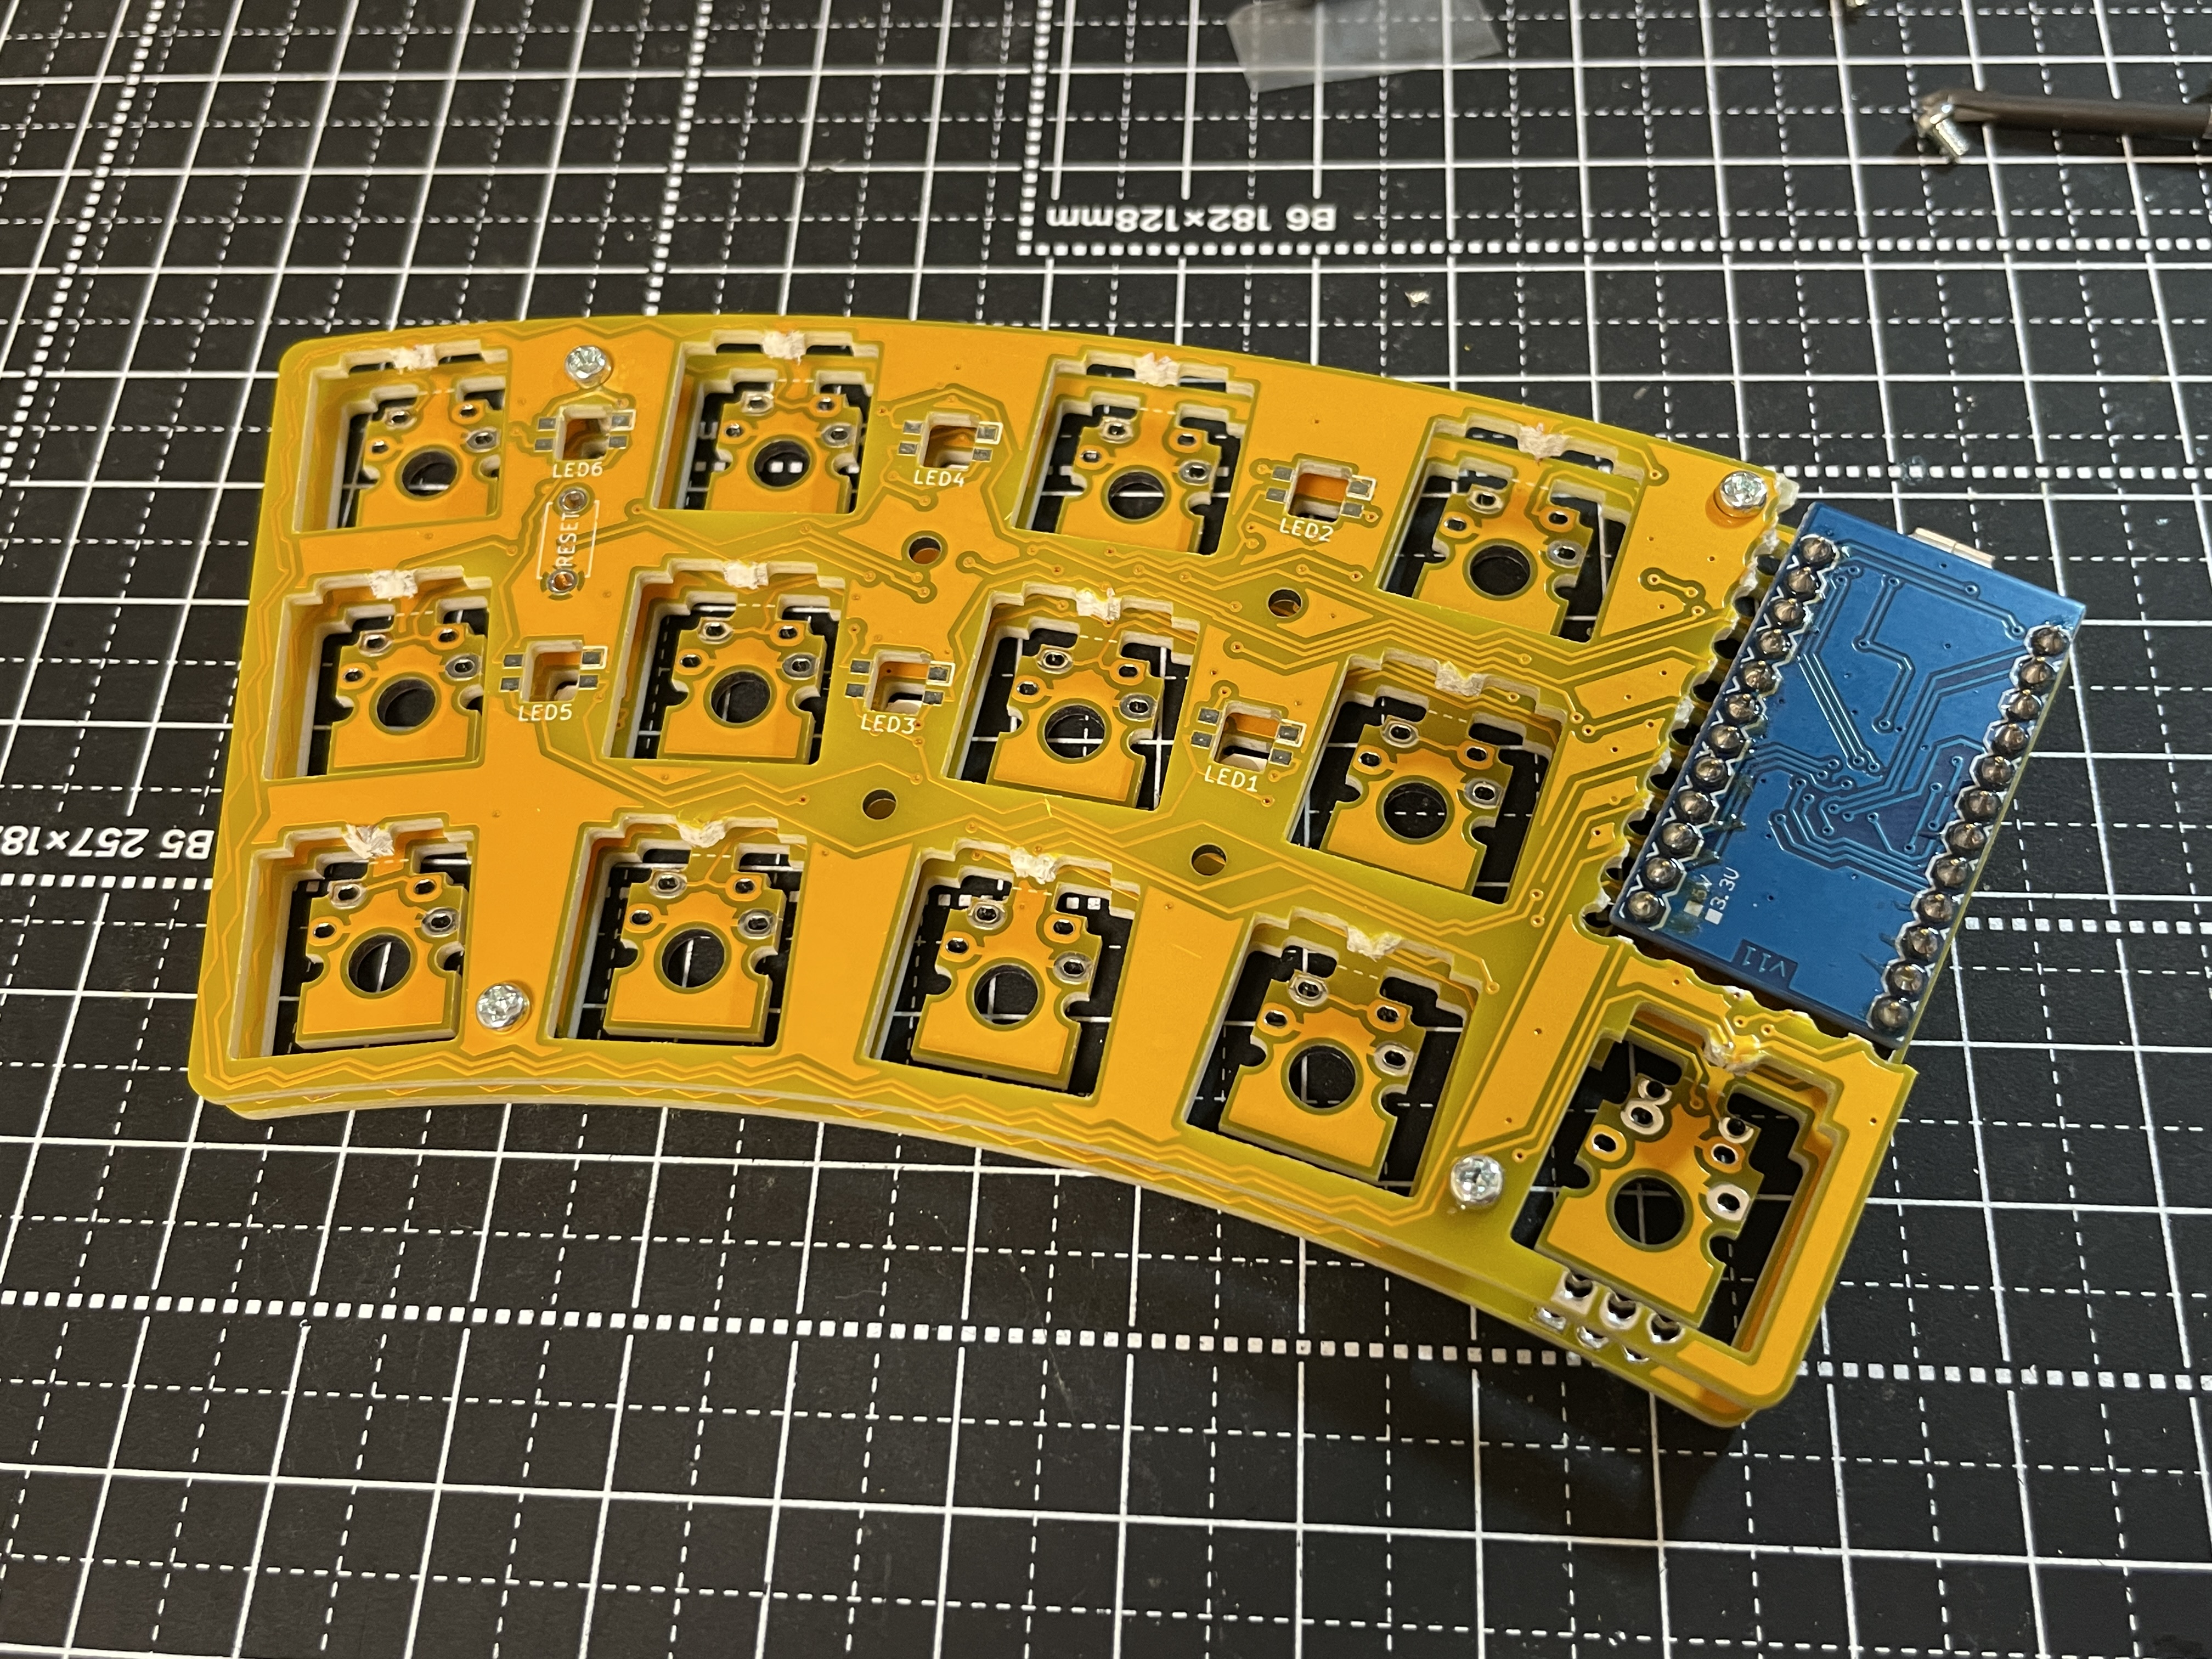 B6 182×128mm
LED6
LED4
LED2
RESET
LED5
LED3
LED1
B5 257×18
5V
3.3V
v11